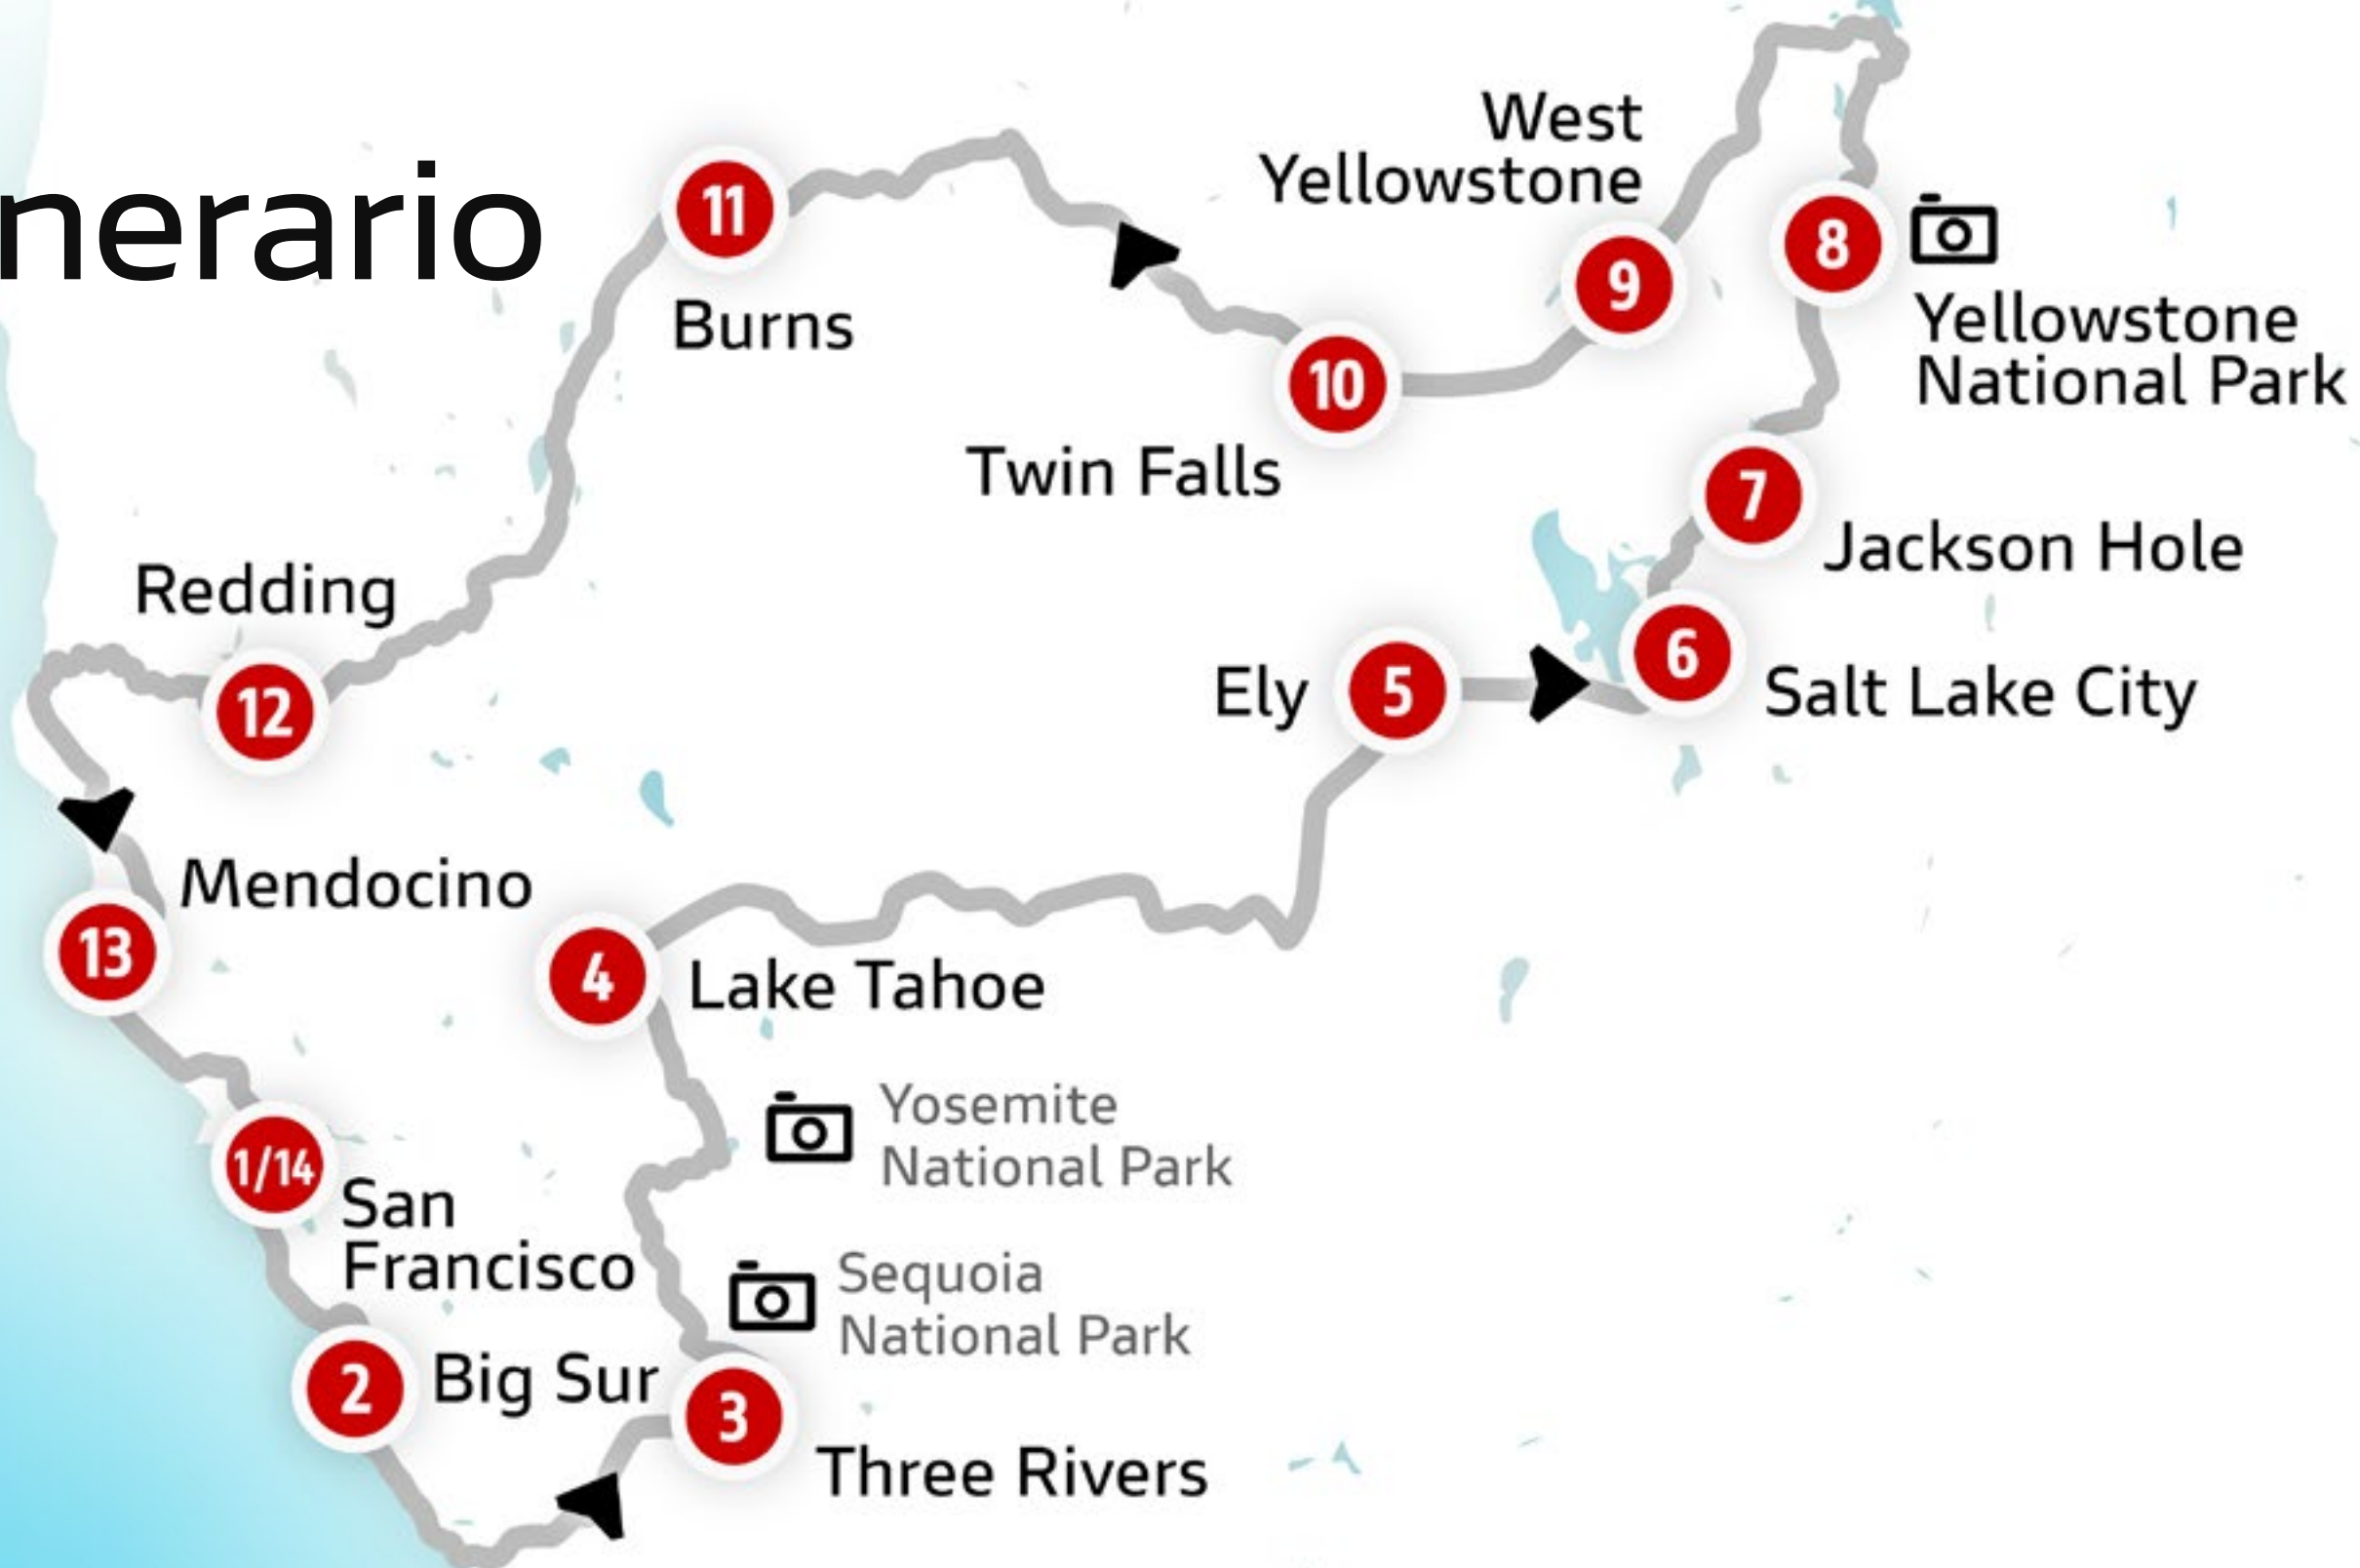 nerario
West
Yellowstone
11
8
9
Burns
Yellowstone
National Park
10
Twin Falls
7
Jackson Hole
Redding
6
Ely
5
Salt Lake City
12
Mendocino
13
4
Lake Tahoe
Yosemite
National Park
1/14
San
Francisco
Sequoia
National Park
2
Big Sur
3
Three Rivers